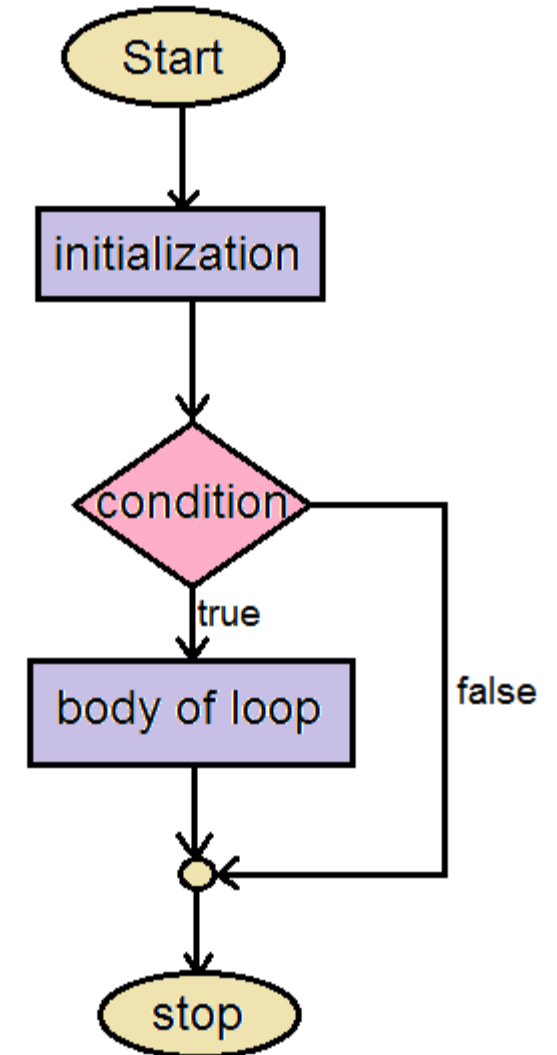 Start
initialization
condition
true
body of loop
false
stop